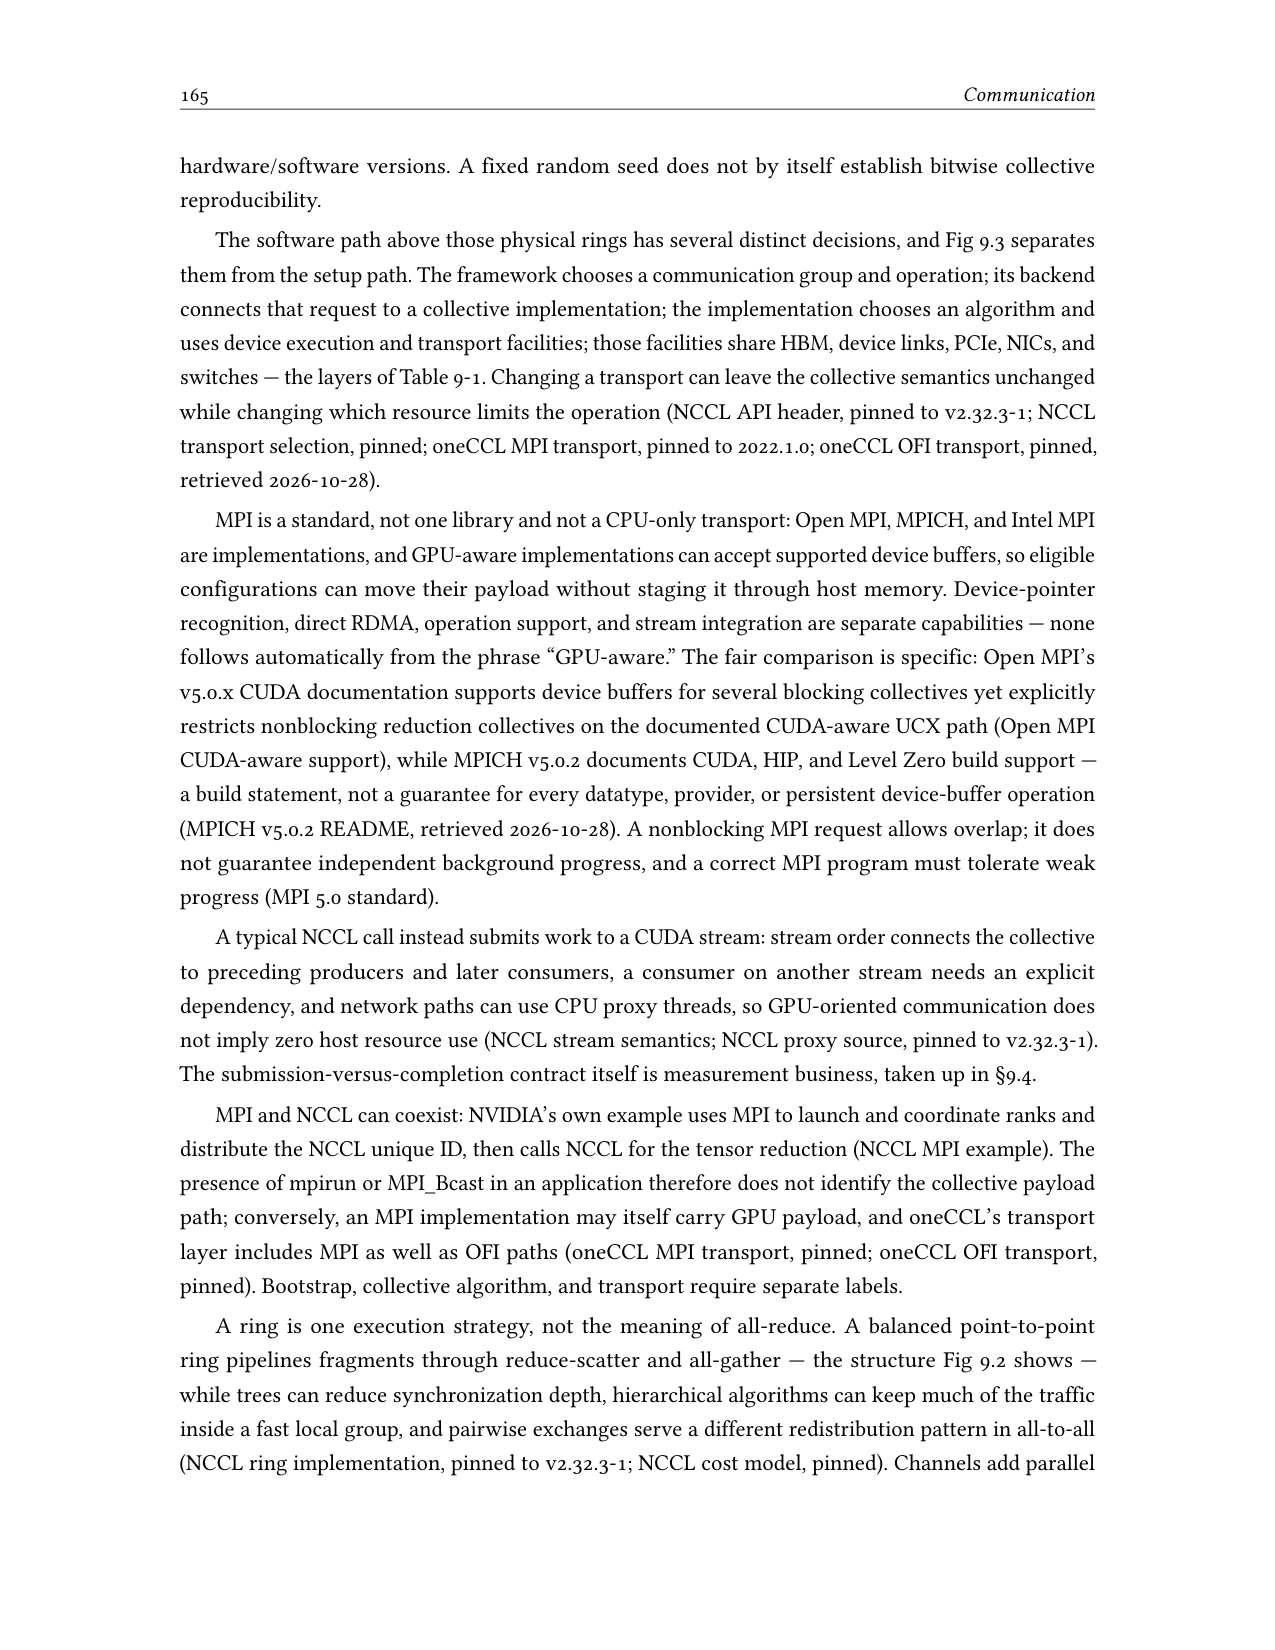 165
Communication
hardware/software versions. A fixed random seed does not by itself establish bitwise collective
reproducibility.
The software path above those physical rings has several distinct decisions, and Fig 9.3 separates
them from the setup path. The framework chooses a communication group and operation; its backend
connects that request to a collective implementation; the implementation chooses an algorithm and
uses device execution and transport facilities; those facilities share HBM, device links, PCIe, NICs, and
switches — the layers of Table 9-1. Changing a transport can leave the collective semantics unchanged
while changing which resource limits the operation (NCCL API header, pinned to v2.32.3-1; NCCL
transport selection, pinned; oneCCL MPI transport, pinned to 2022.1.0; oneCCL OFI transport, pinned,
retrieved 2026-10-28).
MPI is a standard, not one library and not a CPU-only transport: Open MPI, MPICH, and Intel MPI
are implementations, and GPU-aware implementations can accept supported device buffers, so eligible
configurations can move their payload without staging it through host memory. Device-pointer
recognition, direct RDMA, operation support, and stream integration are separate capabilities — none
follows automatically from the phrase “GPU-aware.” The fair comparison is specific: Open MPI’s
v5.0.x CUDA documentation supports device buffers for several blocking collectives yet explicitly
restricts nonblocking reduction collectives on the documented CUDA-aware UCX path (Open MPI
CUDA-aware support), while MPICH v5.0.2 documents CUDA, HIP, and Level Zero build support —
a build statement, not a guarantee for every datatype, provider, or persistent device-buffer operation
(MPICH v5.0.2 README, retrieved 2026-10-28). A nonblocking MPI request allows overlap; it does
not guarantee independent background progress, and a correct MPI program must tolerate weak
progress (MPI 5.0 standard).
A typical NCCL call instead submits work to a CUDA stream: stream order connects the collective
to preceding producers and later consumers, a consumer on another stream needs an explicit
dependency, and network paths can use CPU proxy threads, so GPU-oriented communication does
not imply zero host resource use (NCCL stream semantics; NCCL proxy source, pinned to v2.32.3-1).
The submission-versus-completion contract itself is measurement business, taken up in §9.4.
MPI and NCCL can coexist: NVIDIA’s own example uses MPI to launch and coordinate ranks and
distribute the NCCL unique ID, then calls NCCL for the tensor reduction (NCCL MPI example). The
presence of mpirun or MPI_Bcast in an application therefore does not identify the collective payload
path; conversely, an MPI implementation may itself carry GPU payload, and oneCCL’s transport
layer includes MPI as well as OFI paths (oneCCL MPI transport, pinned; oneCCL OFI transport,
pinned). Bootstrap, collective algorithm, and transport require separate labels.
A ring is one execution strategy, not the meaning of all-reduce. A balanced point-to-point
ring pipelines fragments through reduce-scatter and all-gather — the structure Fig 9.2 shows —
while trees can reduce synchronization depth, hierarchical algorithms can keep much of the traffic
inside a fast local group, and pairwise exchanges serve a different redistribution pattern in all-to-all
(NCCL ring implementation, pinned to v2.32.3-1; NCCL cost model, pinned). Channels add parallel